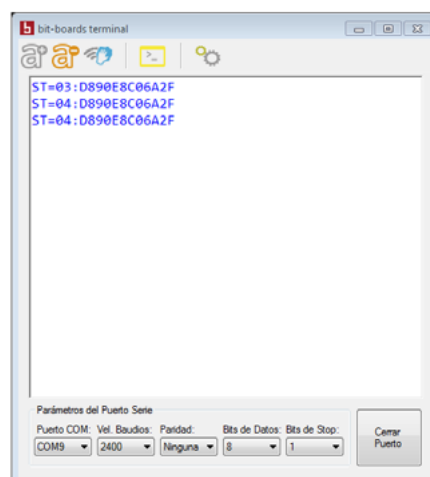 bit-boards terminal
ST=03:D890E8C06A2F
ST=04:D890E8C06A2F
ST=04:D890E8C06A2F
Parámetros del Puerto Serie
Puerto COM: Vel. Baudios: Paridad: Bits de Datos: Bits de Stop:
COM9 2400 Ninguna 8 1
Cerrar
Puerto